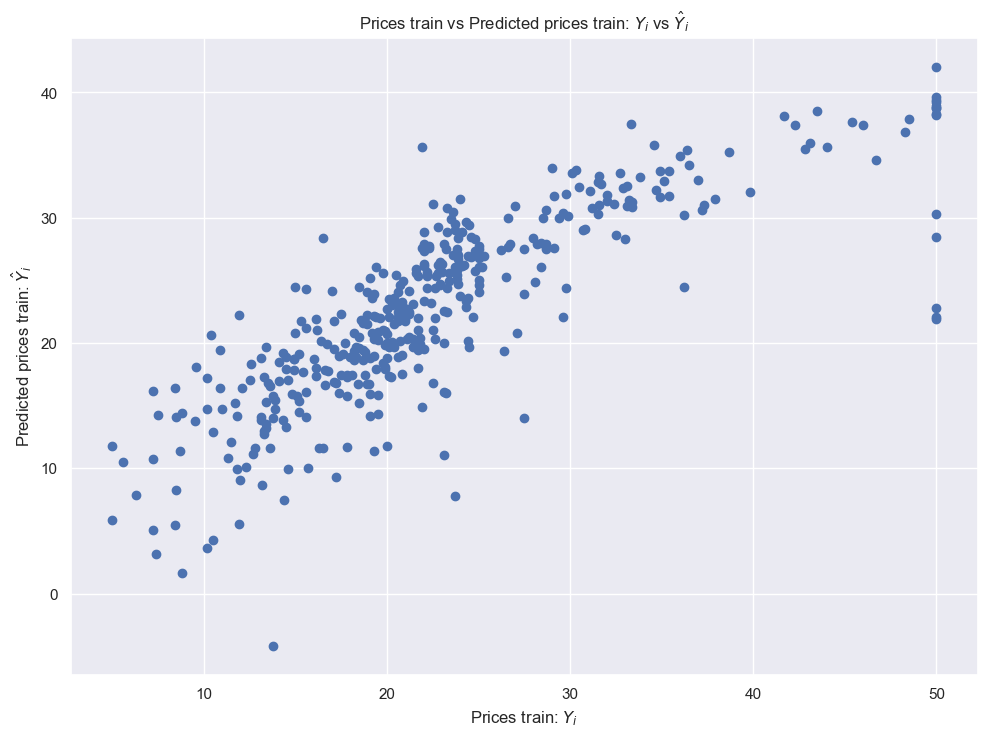 Prices train vs Predicted prices train: $Y_i$ vs $\hat{Y}_i$
Predicted prices train: $\hat{Y}_i$
40
30
20
10
0
10 20 30 40 50
Prices train: $Y_i$